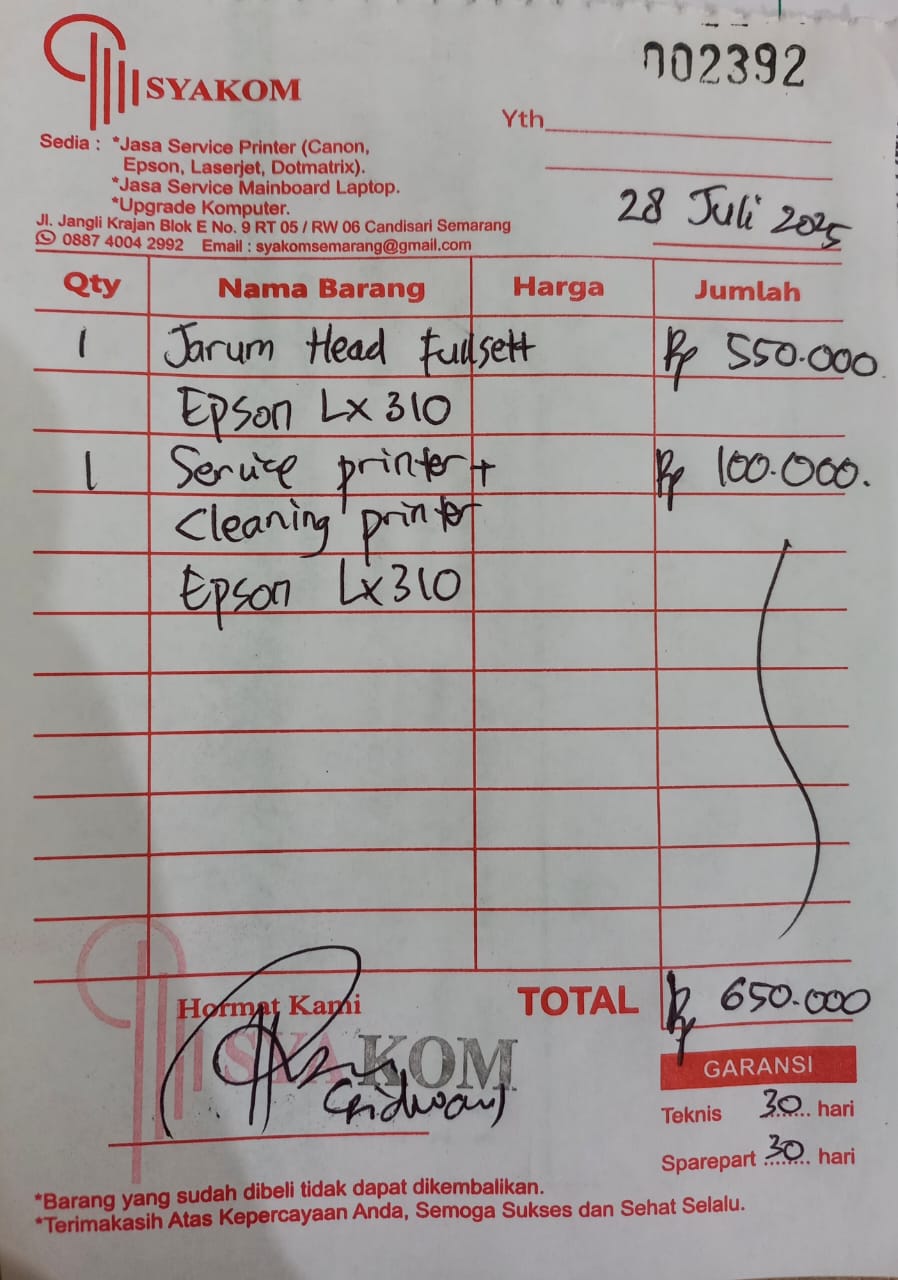 SYAKOM
002392
Yth
Sedia : *Jasa Service Printer (Canon,
Epson, Laserjet, Dotmatrix).
*Jasa Service Mainboard Laptop.
*Upgrade Komputer.
Jl. Jangli Krajan Blok E No. 9 RT 05 / RW 06 Candisari Semarang
0887 4004 2992 Email : syakomsemarang@gmail.com
28 Juli 2025
Qty Nama Barang Harga Jumlah
1 Jarum Head Fullsett Rp 550.000
Epson LX 310
1 Service printer + Rp 100.000.
Cleaning printer
Epson Lx 310
Hormat Kami TOTAL Rp 650.000
SYAKOM
(Ridwan)
GARANSI
Teknis 30 hari
Sparepart 30 hari
*Barang yang sudah dibeli tidak dapat dikembalikan.
*Terimakasih Atas Kepercayaan Anda, Semoga Sukses dan Sehat Selalu.